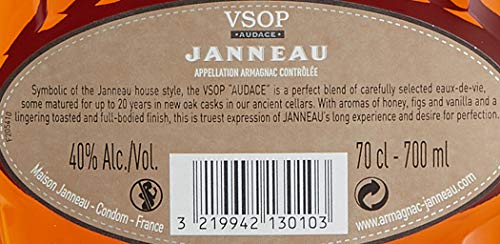 VSOP
AUDACE
JANNEAU
APPELLATION ARMAGNAC CONTRÔLÉE
Symbolic of the Janneau house style, the VSOP "AUDACE" is a perfect blend of carefully selected eaux-de-vie,
some matured for up to 20 years in new oak casks in our ancient cellars. With aromas of honey, figs and vanilla and a
lingering toasted and full-bodied finish, this is truest expression of JANNEAU's long experience and desire for perfection.
40% Alc./Vol.
70 cl - 700 ml
3 219942 130103
Maison Janneau - Condom - France
www.armagnac-janneau.com